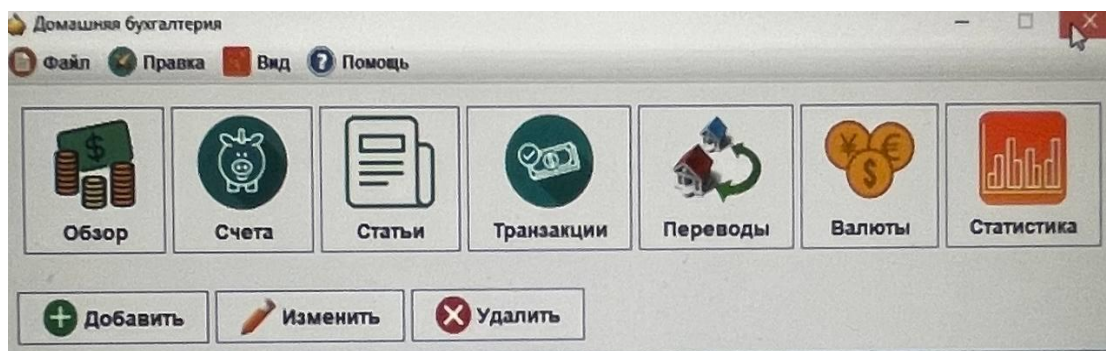 Домашняя бухгалтерия
Файл Правка Вид Помощь
Обзор Счета Статьи Транзакции Переводы Валюты Статистика
Добавить Изменить Удалить